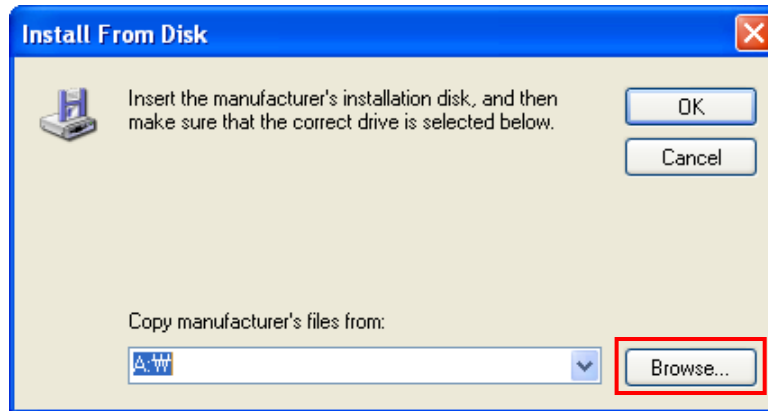 Install From Disk
Insert the manufacturer's installation disk, and then
make sure that the correct drive is selected below.
OK
Cancel
Copy manufacturer's files from:
A:₩
Browse...